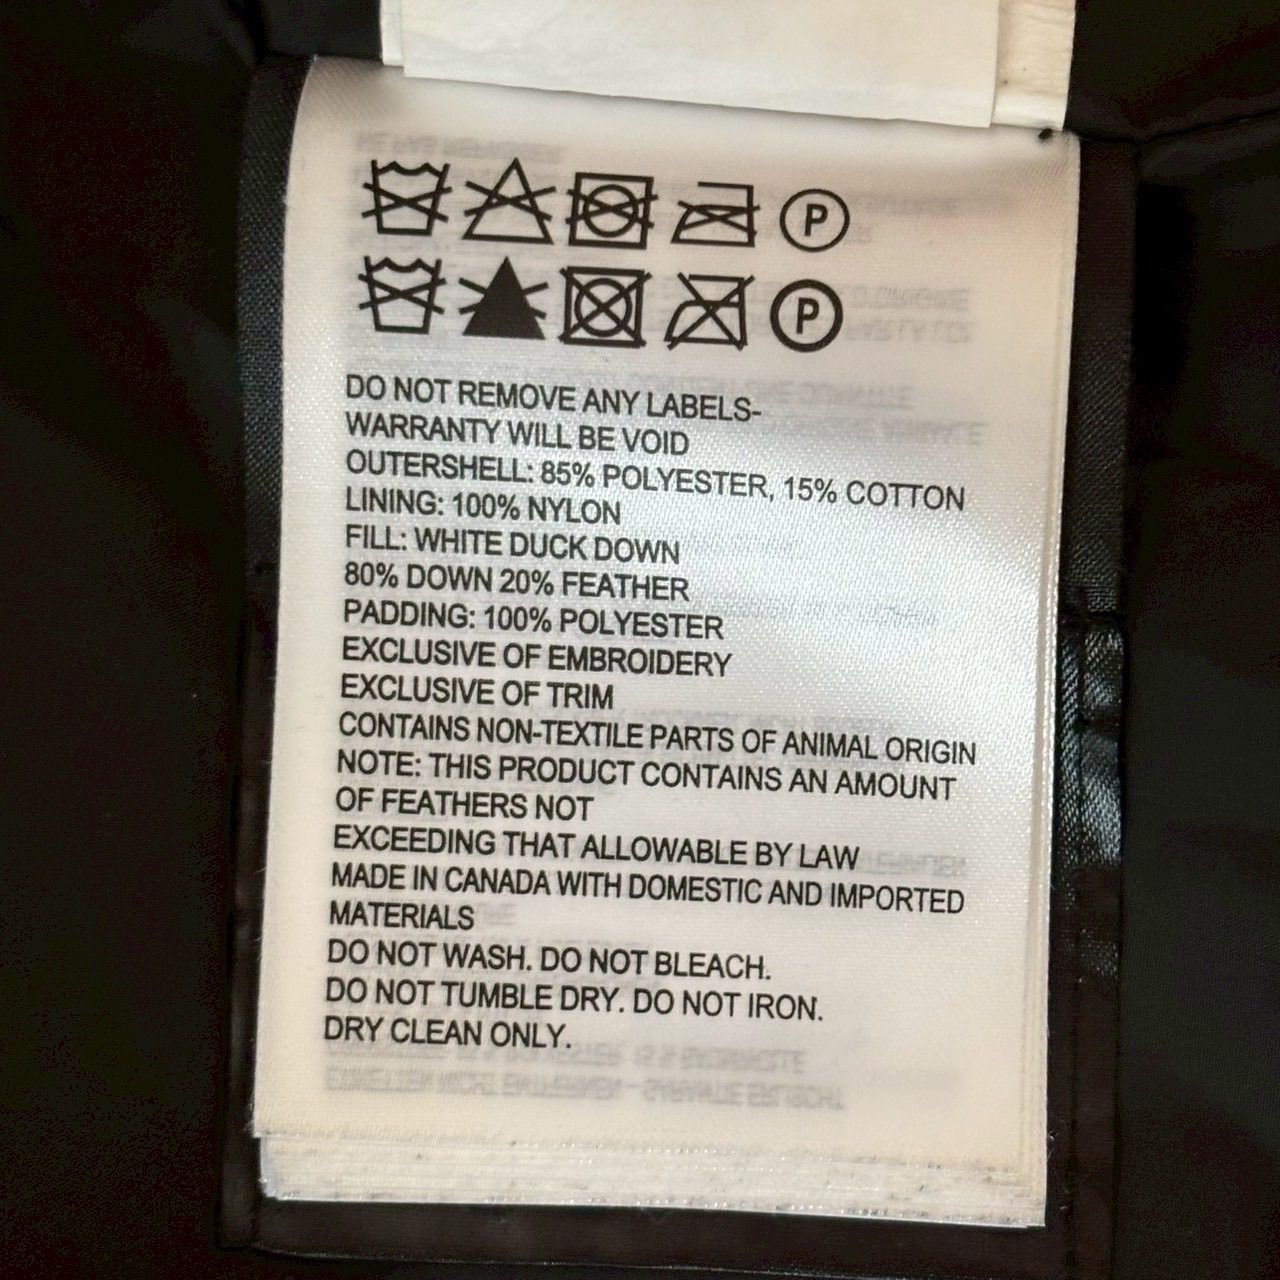 P
P
DO NOT REMOVE ANY LABELS-
WARRANTY WILL BE VOID
OUTERSHELL: 85% POLYESTER, 15% COTTON
LINING: 100% NYLON
FILL: WHITE DUCK DOWN
80% DOWN 20% FEATHER
PADDING: 100% POLYESTER
EXCLUSIVE OF EMBROIDERY
EXCLUSIVE OF TRIM
CONTAINS NON-TEXTILE PARTS OF ANIMAL ORIGIN
NOTE: THIS PRODUCT CONTAINS AN AMOUNT
OF FEATHERS NOT
EXCEEDING THAT ALLOWABLE BY LAW
MADE IN CANADA WITH DOMESTIC AND IMPORTED
MATERIALS
DO NOT WASH. DO NOT BLEACH.
DO NOT TUMBLE DRY. DO NOT IRON.
DRY CLEAN ONLY.